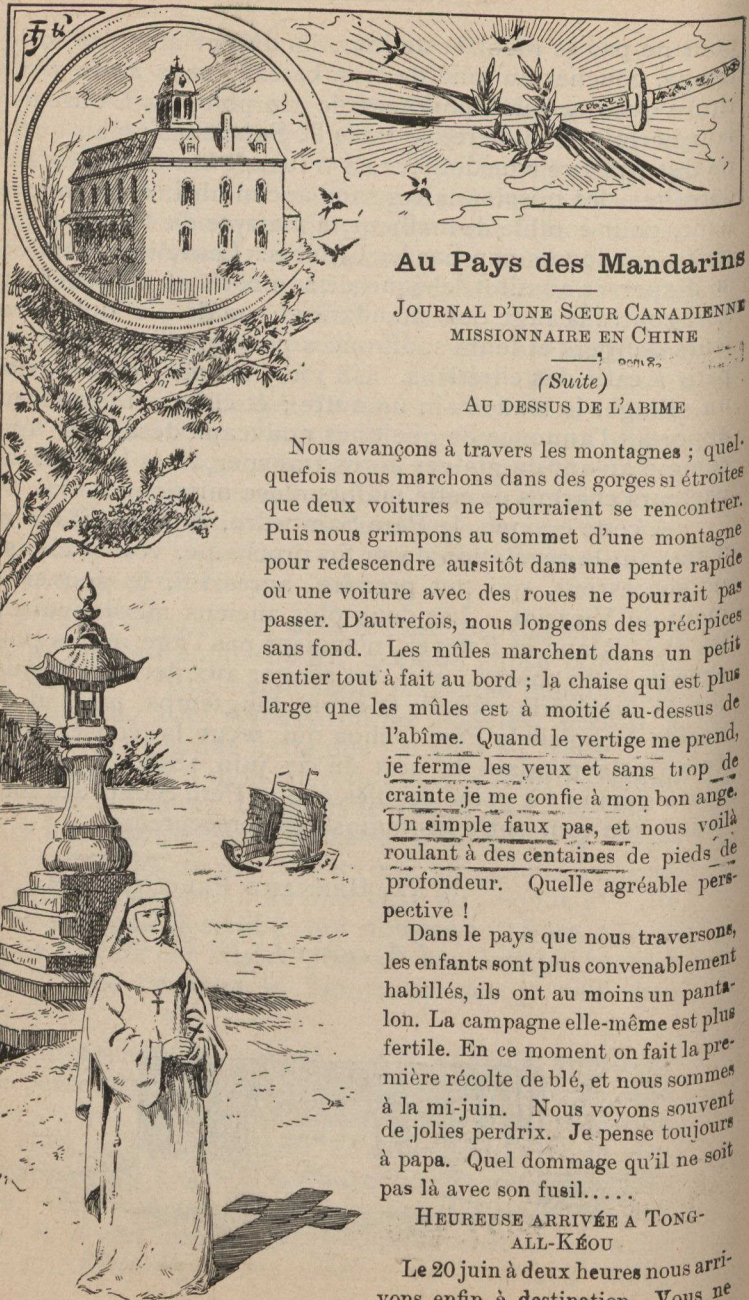 Au Pays des Mandarins
JOURNAL D'UNE SŒUR CANADIENNE
MISSIONNAIRE EN CHINE
(Suite)
AU DESSUS DE L'ABIME
Nous avançons à travers les montagnes ; quel-
quefois nous marchons dans des gorges si étroites
que deux voitures ne pourraient se rencontrer.
Puis nous grimpons au sommet d'une montagne
pour redescendre aussitôt dans une pente rapide
où une voiture avec des roues ne pourrait pas
passer. D'autrefois, nous longeons des précipices
sans fond. Les mûles marchent dans un petit
sentier tout à fait au bord ; la chaise qui est plus
large qne les mûles est à moitié au-dessus de
l'abîme. Quand le vertige me prend,
je ferme les yeux et sans trop de
crainte je me confie à mon bon ange.
Un simple faux pas, et nous voilà
roulant à des centaines de pieds de
profondeur. Quelle agréable pers-
pective !
Dans le pays que nous traversons,
les enfants sont plus convenablement
habillés, ils ont au moins un panta-
lon. La campagne elle-même est plus
fertile. En ce moment on fait la pre-
mière récolte de blé, et nous sommes
à la mi-juin. Nous voyons souvent
de jolies perdrix. Je pense toujours
à papa. Quel dommage qu'il ne soit
pas là avec son fusil.....
HEUREUSE ARRIVÉE A TONG-
ALL-KÉOU
Le 20 juin à deux heures nous arri-
vons enfin à destination. Vous ne